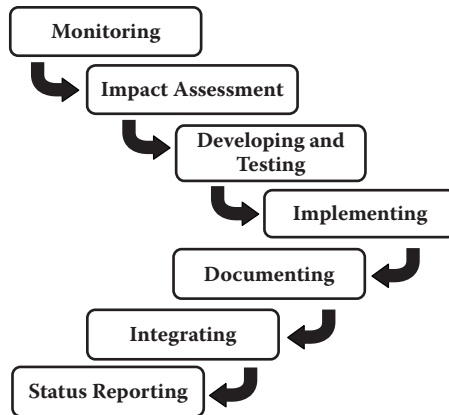 Monitoring
Impact Assessment
Developing and
Testing
Implementing
Documenting
Integrating
Status Reporting